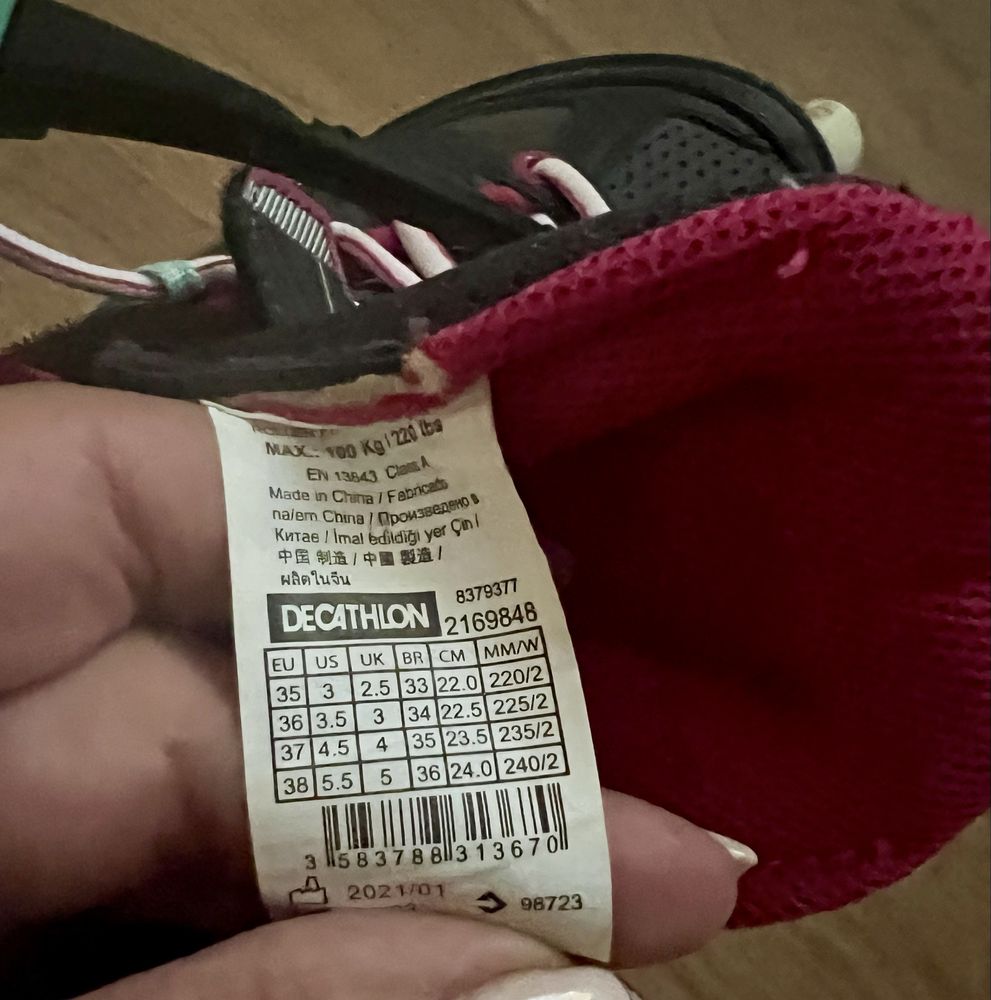 MAX.: 100 Kg / 220 lbs
EN 13843 Class A
Made in China / Fabricado
na/em China / Произведено в
Китае / İmal edildiği yer Çin /
中国 制造 / 中國 製造 /
ผลิตในจีน
8379377
DECATHLON 2169848
EU US UK BR CM MM/W
35 3 2.5 33 22.0 220/2
36 3.5 3 34 22.5 225/2
37 4.5 4 35 23.5 235/2
38 5.5 5 36 24.0 240/2
3 583788 313670
2021/01 98723